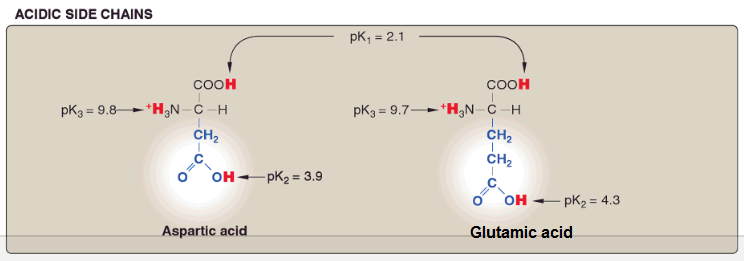 ACIDIC SIDE CHAINS
pK₁ = 2.1
COOH COOH
pK₃ = 9.8 ⁺H₃N–C–H pK₃ = 9.7 ⁺H₃N–C–H
CH₂ CH₂
C CH₂
O OH pK₂ = 3.9 C
O OH pK₂ = 4.3
Aspartic acid Glutamic acid